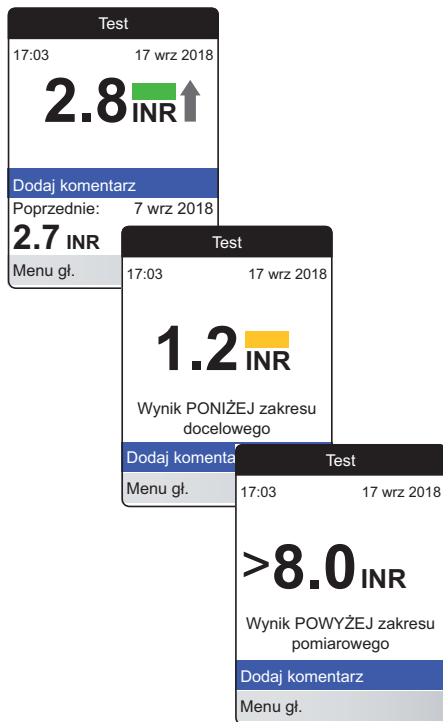 Test
17:03 17 wrz 2018
2.8 INR
Dodaj komentarz
Poprzednie: 7 wrz 2018
2.7 INR
Menu gł.
Test
17:03 17 wrz 2018
1.2 INR
Wynik PONIŻEJ zakresu
docelowego
Dodaj komenta
Menu gł.
Test
17:03 17 wrz 2018
>8.0 INR
Wynik POWYŻEJ zakresu
pomiarowego
Dodaj komentarz
Menu gł.